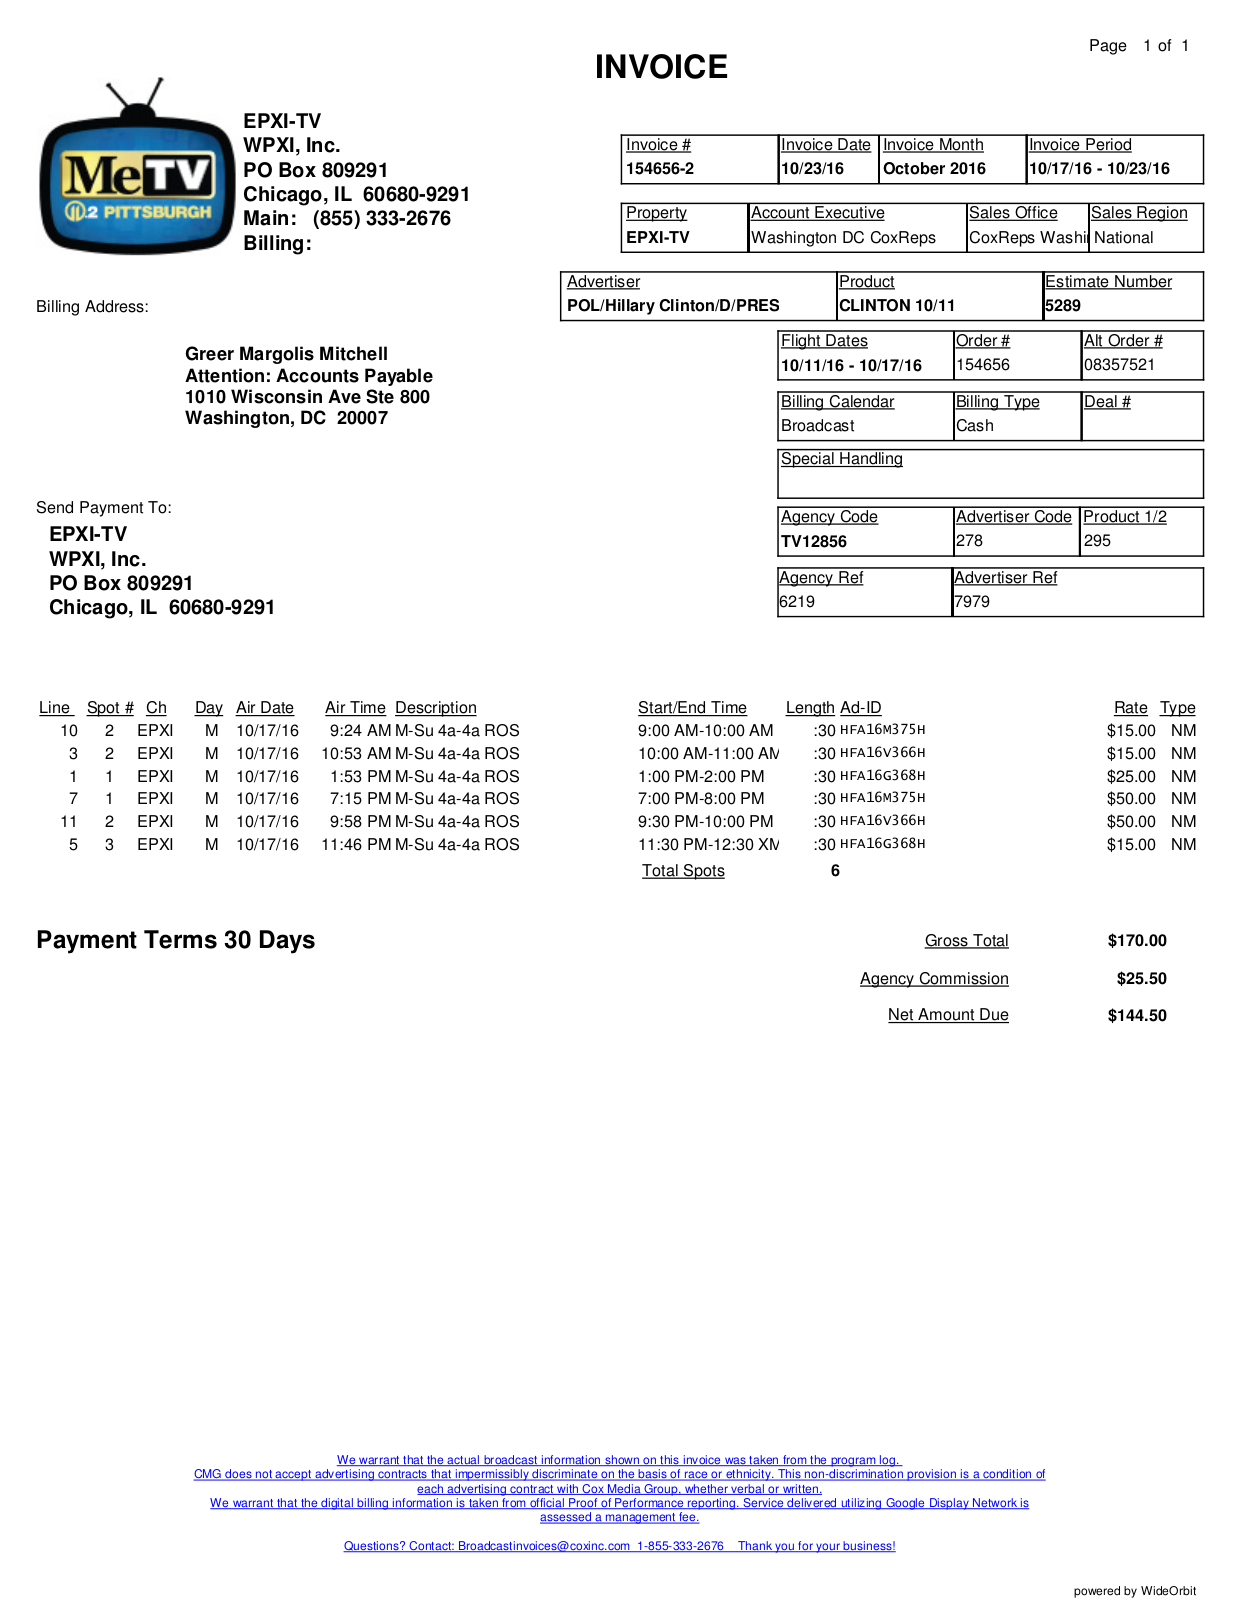 Page 1 of 1
INVOICE
MeTV
11.2 PITTSBURGH
EPXI-TV
WPXI, Inc.
PO Box 809291
Chicago, IL 60680-9291
Main: (855) 333-2676
Billing:
Invoice # Invoice Date Invoice Month Invoice Period
154656-2 10/23/16 October 2016 10/17/16 - 10/23/16
Property Account Executive Sales Office Sales Region
EPXI-TV Washington DC CoxReps CoxReps Washi National
Advertiser Product Estimate Number
POL/Hillary Clinton/D/PRES CLINTON 10/11 5289
Billing Address:
Greer Margolis Mitchell
Attention: Accounts Payable
1010 Wisconsin Ave Ste 800
Washington, DC 20007
Flight Dates Order # Alt Order #
10/11/16 - 10/17/16 154656 08357521
Billing Calendar Billing Type Deal #
Broadcast Cash
Special Handling
Send Payment To:
EPXI-TV
WPXI, Inc.
PO Box 809291
Chicago, IL 60680-9291
Agency Code Advertiser Code Product 1/2
TV12856 278 295
Agency Ref Advertiser Ref
6219 7979
Line Spot # Ch Day Air Date Air Time Description Start/End Time Length Ad-ID Rate Type
10 2 EPXI M 10/17/16 9:24 AM M-Su 4a-4a ROS 9:00 AM-10:00 AM :30 HFA16M375H $15.00 NM
3 2 EPXI M 10/17/16 10:53 AM M-Su 4a-4a ROS 10:00 AM-11:00 AM :30 HFA16V366H $15.00 NM
1 1 EPXI M 10/17/16 1:53 PM M-Su 4a-4a ROS 1:00 PM-2:00 PM :30 HFA16G368H $25.00 NM
7 1 EPXI M 10/17/16 7:15 PM M-Su 4a-4a ROS 7:00 PM-8:00 PM :30 HFA16M375H $50.00 NM
11 2 EPXI M 10/17/16 9:58 PM M-Su 4a-4a ROS 9:30 PM-10:00 PM :30 HFA16V366H $50.00 NM
5 3 EPXI M 10/17/16 11:46 PM M-Su 4a-4a ROS 11:30 PM-12:30 XM :30 HFA16G368H $15.00 NM
Total Spots 6
Payment Terms 30 Days
Gross Total $170.00
Agency Commission $25.50
Net Amount Due $144.50
We warrant that the actual broadcast information shown on this invoice was taken from the program log.
CMG does not accept advertising contracts that impermissibly discriminate on the basis of race or ethnicity. This non-discrimination provision is a condition of
each advertising contract with Cox Media Group, whether verbal or written.
We warrant that the digital billing information is taken from official Proof of Performance reporting. Service delivered utilizing Google Display Network is
assessed a management fee.
Questions? Contact: Broadcastinvoices@coxinc.com 1-855-333-2676 Thank you for your business!
powered by WideOrbit